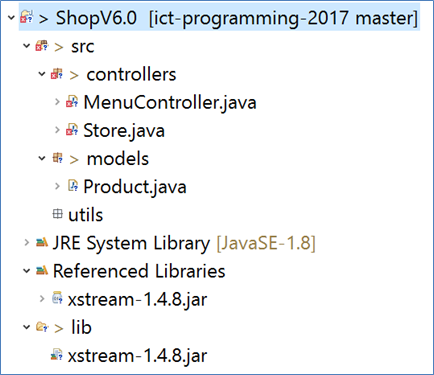 > ShopV6.0 [ict-programming-2017 master]
> src
> controllers
MenuController.java
Store.java
> models
Product.java
utils
JRE System Library [JavaSE-1.8]
Referenced Libraries
xstream-1.4.8.jar
> lib
xstream-1.4.8.jar